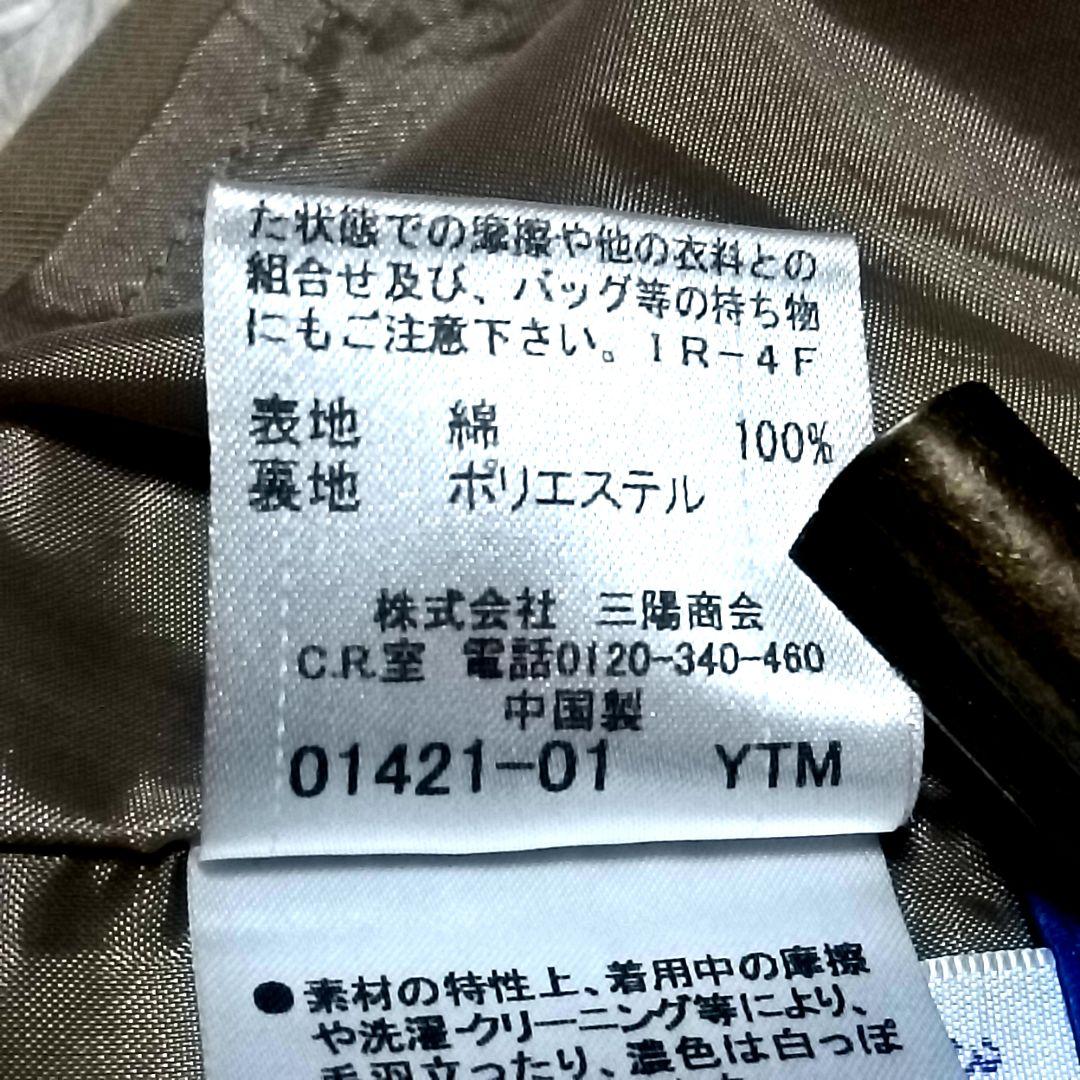 た状態での摩擦や他の衣料との
組合せ及び、バッグ等の持ち物
にもご注意下さい。IR-4F
表地 綿 100%
裏地 ポリエステル
株式会社 三陽商会
C.R.室 電話0120-340-460
中国製
01421-01 YTM
●素材の特性上、着用中の摩擦
や洗濯・クリーニング等により、
毛羽立ったり、濃色は白っぽ